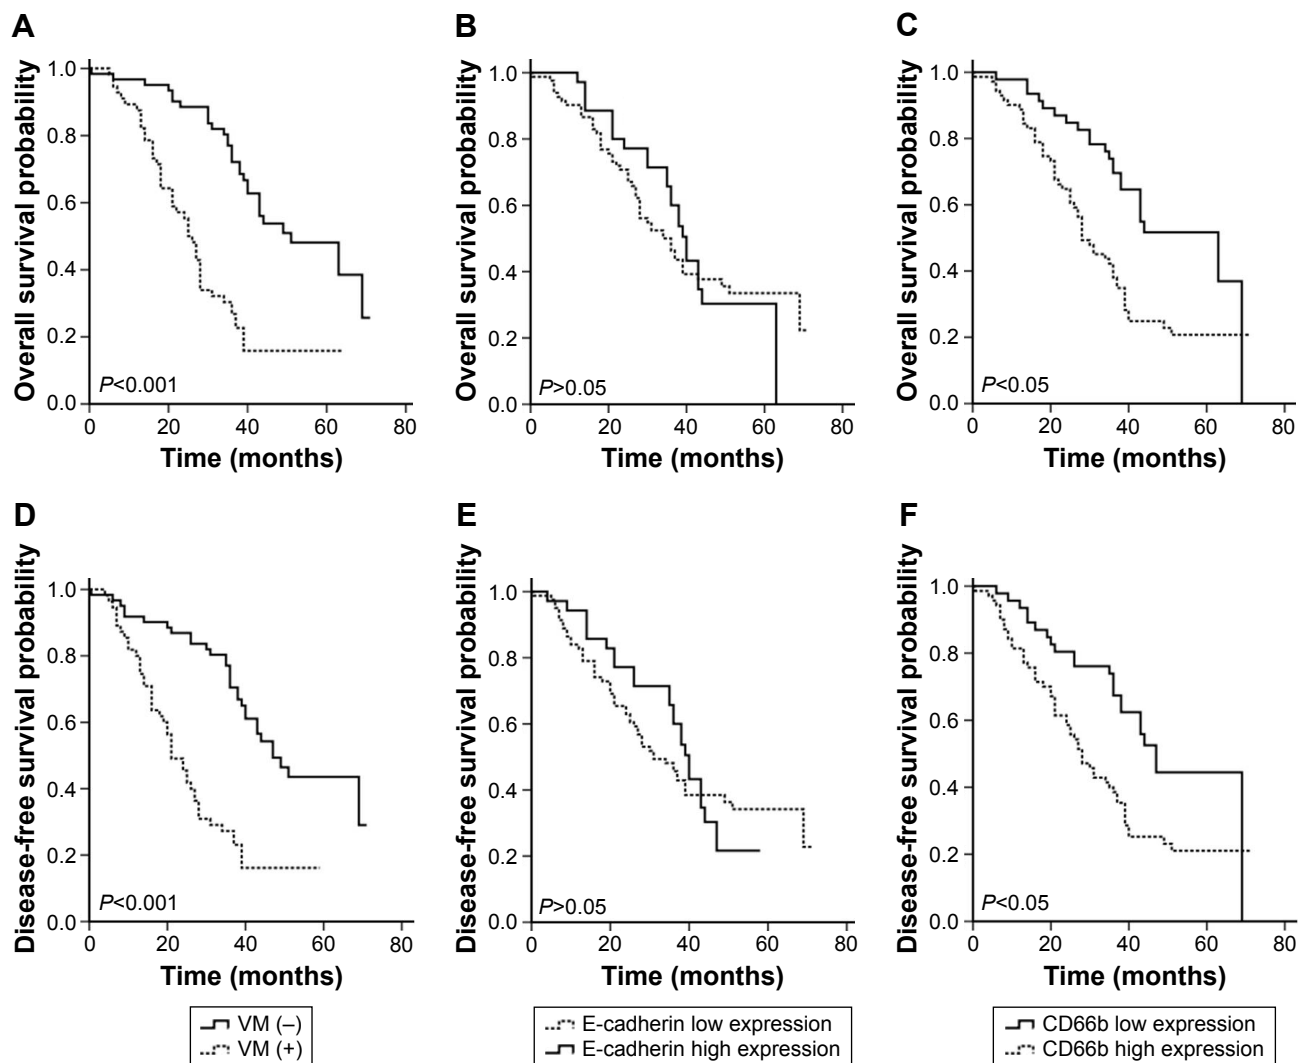 A
B
C
Overall survival probability
1.0
0.8
0.6
0.4
0.2
0.0
P<0.001
0 20 40 60 80
Time (months)
Overall survival probability
1.0
0.8
0.6
0.4
0.2
0.0
P>0.05
0 20 40 60 80
Time (months)
Overall survival probability
1.0
0.8
0.6
0.4
0.2
0.0
P<0.05
0 20 40 60 80
Time (months)
D
E
F
Disease-free survival probability
1.0
0.8
0.6
0.4
0.2
0.0
P<0.001
0 20 40 60 80
Time (months)
Disease-free survival probability
1.0
0.8
0.6
0.4
0.2
0.0
P>0.05
0 20 40 60 80
Time (months)
Disease-free survival probability
1.0
0.8
0.6
0.4
0.2
0.0
P<0.05
0 20 40 60 80
Time (months)
VM (–)
VM (+)
E-cadherin low expression
E-cadherin high expression
CD66b low expression
CD66b high expression